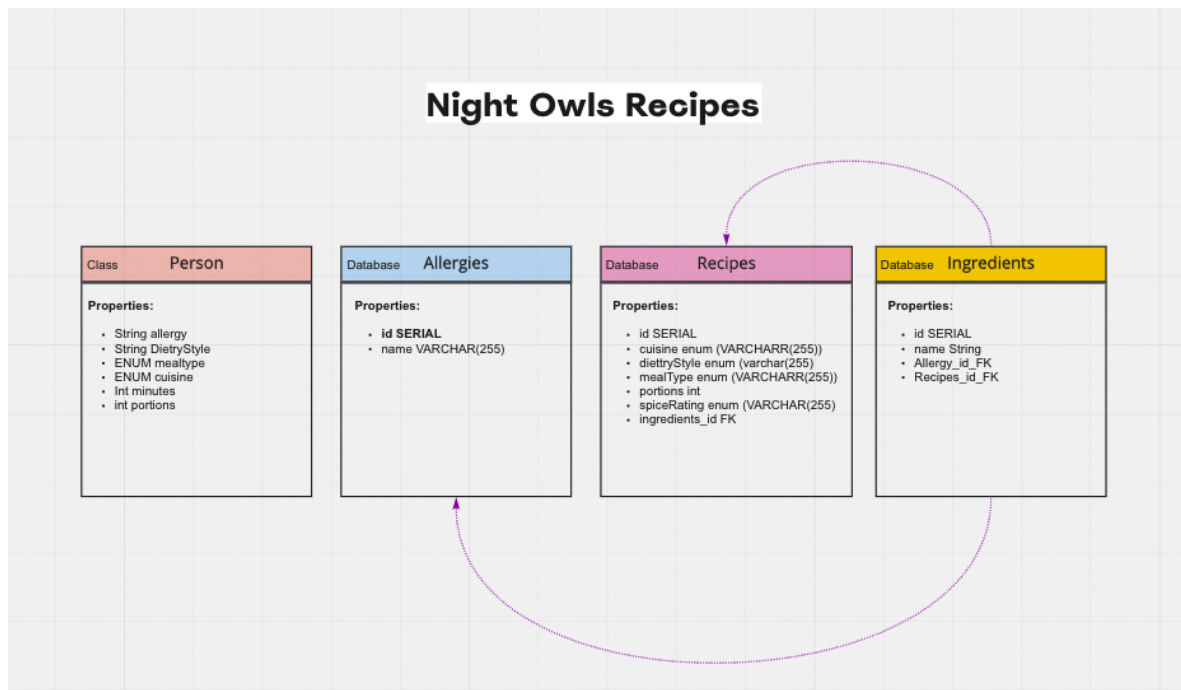 Night Owls Recipes
Class Person
Properties:
• String allergy
• String DietryStyle
• ENUM mealtype
• ENUM cuisine
• Int minutes
• int portions
Database Allergies
Properties:
• id SERIAL
• name VARCHAR(255)
Database Recipes
Properties:
• id SERIAL
• cuisine enum (VARCHARR(255))
• diettryStyle enum (varchar(255)
• mealType enum (VARCHARR(255))
• portions int
• spiceRating enum (VARCHAR(255)
• ingredients_id FK
Database Ingredients
Properties:
• id SERIAL
• name String
• Allergy_id_FK
• Recipes_id_FK